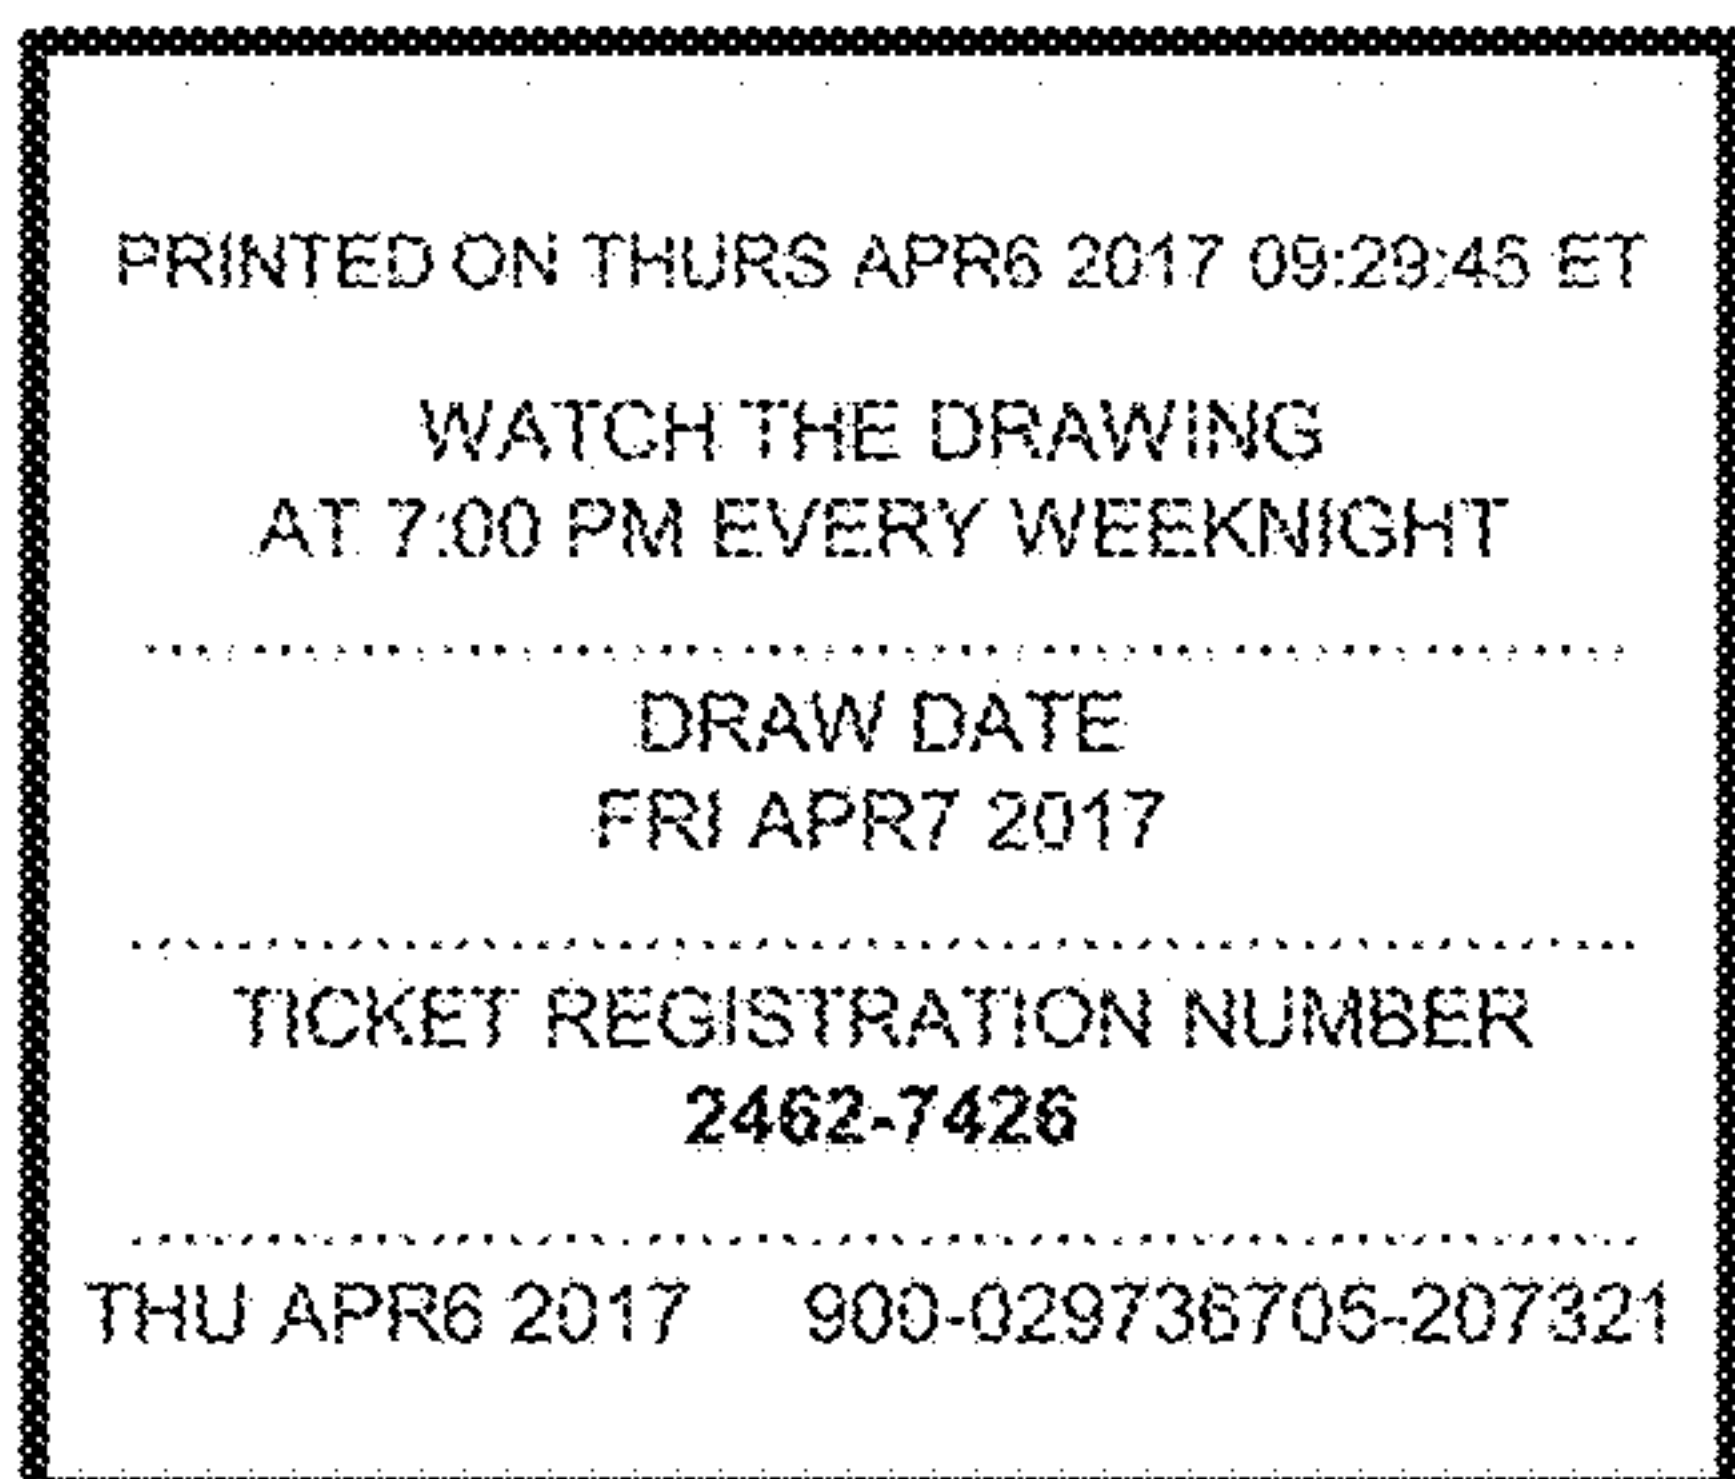 PRINTED ON THURS APR6 2017 09:29:45 ET
WATCH THE DRAWING
AT 7:00 PM EVERY WEEKNIGHT
DRAW DATE
FRI APR7 2017
TICKET REGISTRATION NUMBER
2462-7426
THU APR6 2017 900-029736705-207321